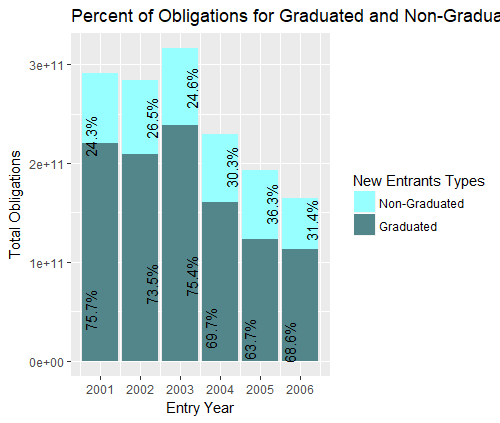 Percent of Obligations for Graduated and Non-Gradua
Total Obligations
3e+11
2e+11
1e+11
0e+00
24.3%
26.5%
24.6%
30.3%
36.3%
31.4%
75.7%
73.5%
75.4%
69.7%
63.7%
68.6%
2001 2002 2003 2004 2005 2006
Entry Year
New Entrants Types
Non-Graduated
Graduated